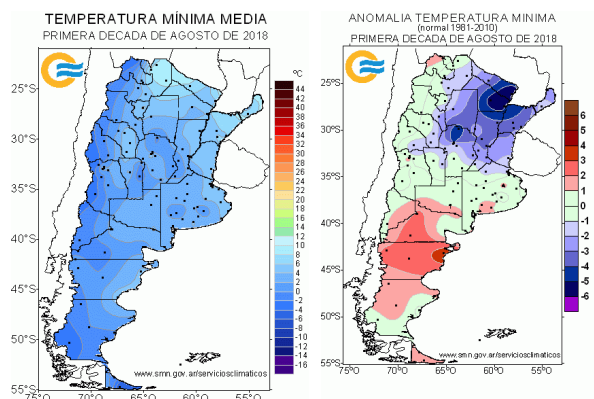 TEMPERATURA MÍNIMA MEDIA
PRIMERA DECADA DE AGOSTO DE 2018
25°S
30°S
35°S
40°S
45°S
50°S
55°S
75°W
70°W
65°W
60°W
55°W
ºC
44
42
40
38
36
34
32
30
28
26
24
22
20
18
16
14
12
10
8
6
4
2
0
-2
-4
-6
-8
-10
-12
-14
-16
www.smn.gov.ar/serviciosclimaticos
ANOMALIA TEMPERATURA MINIMA
(normal 1981-2010)
PRIMERA DECADA DE AGOSTO DE 2018
25°S
30°S
35°S
40°S
45°S
50°S
55°S
75°W
70°W
65°W
60°W
55°W
6
5
4
3
2
1
0
-1
-2
-3
-4
-5
-6
www.smn.gov.ar/serviciosclimaticos